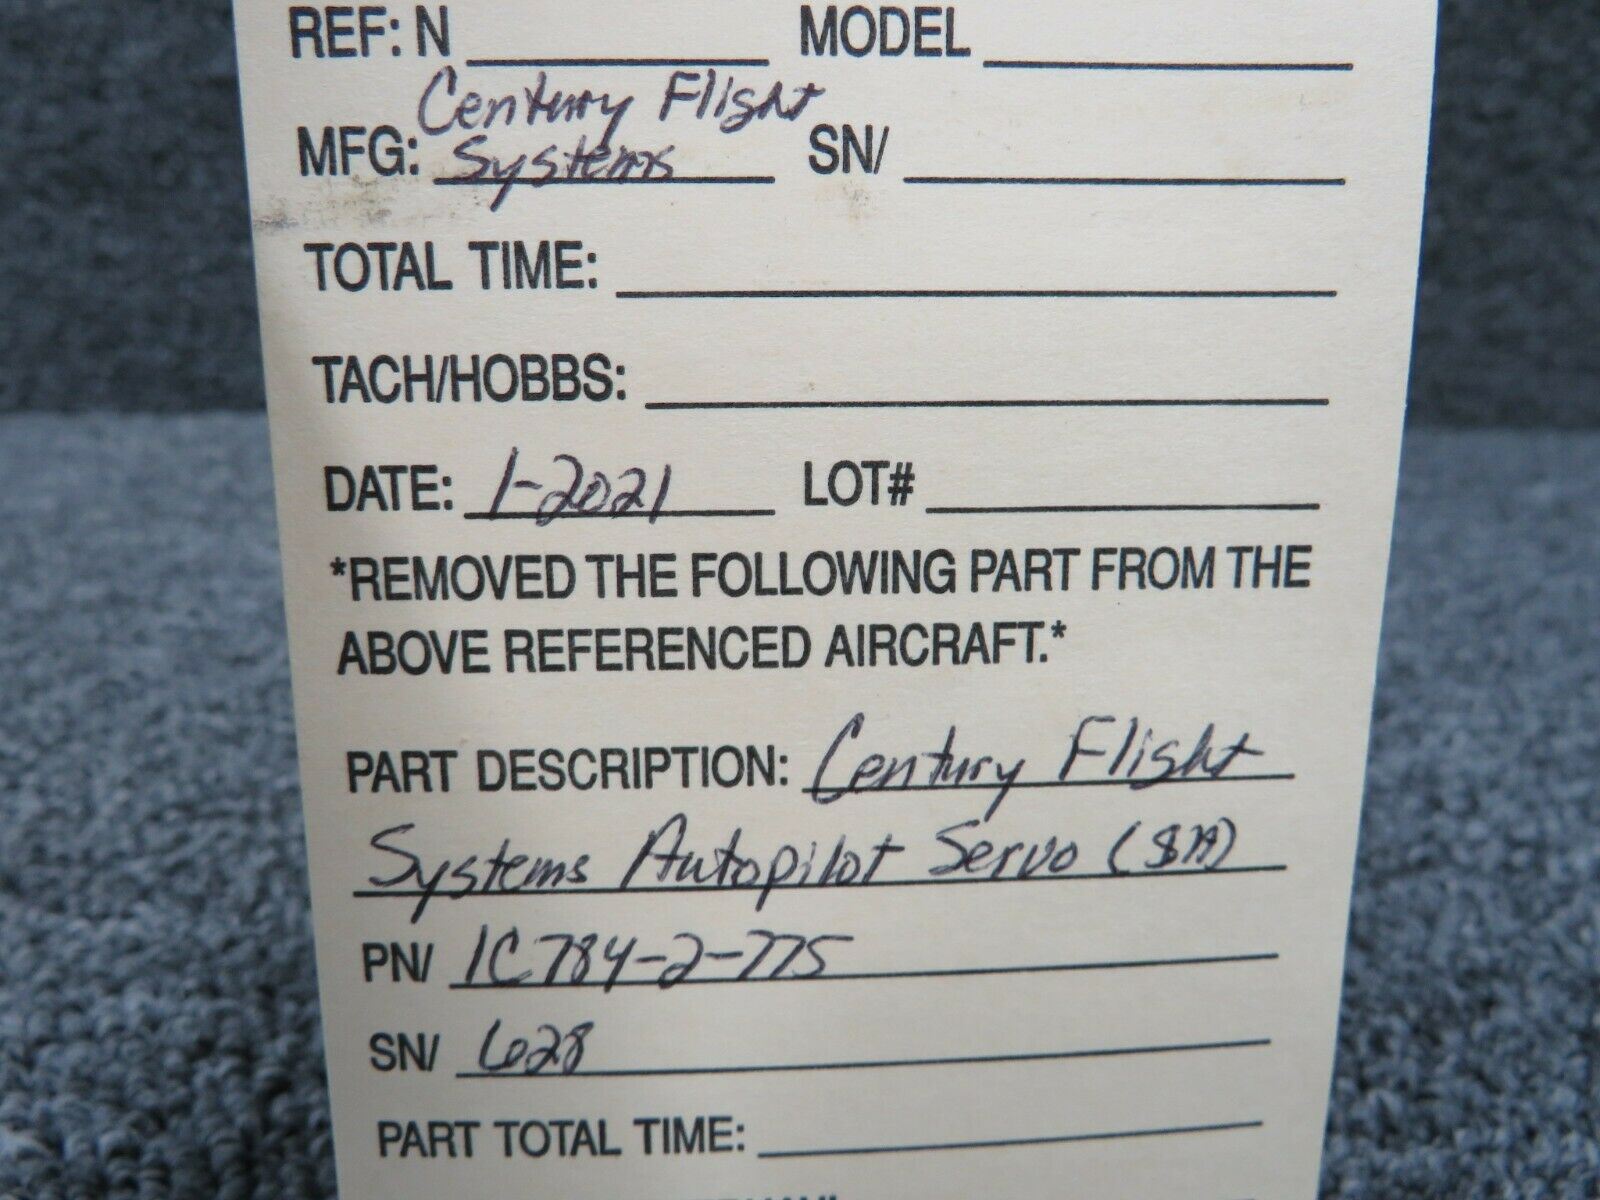 REF: N MODEL
Century Flight
MFG: Systems SN/
TOTAL TIME:
TACH/HOBBS:
DATE: 1-2021 LOT#
*REMOVED THE FOLLOWING PART FROM THE
ABOVE REFERENCED AIRCRAFT.*
PART DESCRIPTION: Century Flight
Systems Autopilot Servo
PN/ 1C784-2-775
SN/ 628
PART TOTAL TIME: